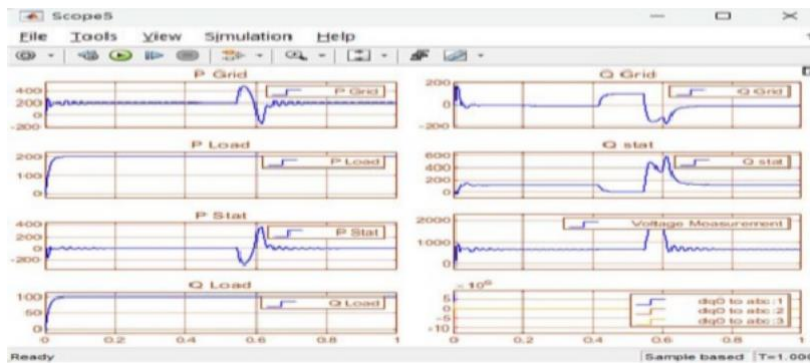 Scope5
File Tools View Simulation Help
P Grid
400
200
0
-200
P Grid
P Load
200
100
0
P Load
P Stat
400
200
0
-200
P Stat
Q Load
100
50
0
Q Load
0 0.2 0.4 0.6 0.8 1
Q Grid
200
0
-200
Q Grid
Q stat
600
400
200
0
Q stat
2000
1000
0
Voltage Measurement
5
0
-5
-10
dq0 to abc:1
dq0 to abc:2
dq0 to abc:3
0 0.2 0.4 0.6 0.8
Ready
Sample based